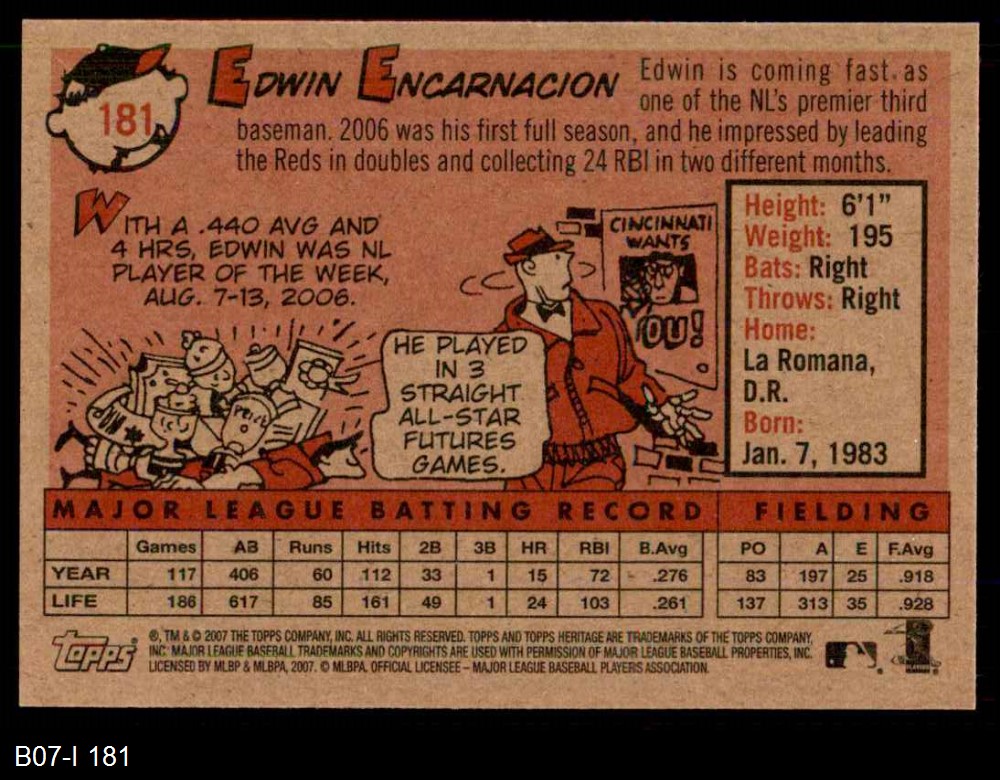 181
EDWIN ENCARNACION
Edwin is coming fast as
one of the NL's premier third
baseman. 2006 was his first full season, and he impressed by leading
the Reds in doubles and collecting 24 RBI in two different months.
WITH A .440 AVG AND
4 HRS, EDWIN WAS NL
PLAYER OF THE WEEK,
AUG. 7-13, 2006.
HE PLAYED
IN 3
STRAIGHT
ALL-STAR
FUTURES
GAMES.
CINCINNATI
WANTS
YOU!
Height: 6'1"
Weight: 195
Bats: Right
Throws: Right
Home:
La Romana,
D.R.
Born:
Jan. 7, 1983
MAJOR LEAGUE BATTING RECORD FIELDING
Games AB Runs Hits 2B 3B HR RBI B.Avg PO A E F.Avg
YEAR 117 406 60 112 33 1 15 72 .276 83 197 25 .918
LIFE 186 617 85 161 49 1 24 103 .261 137 313 35 .928
Topps
®, TM & © 2007 THE TOPPS COMPANY, INC. ALL RIGHTS RESERVED. TOPPS AND TOPPS HERITAGE ARE TRADEMARKS OF THE TOPPS COMPANY,
INC. MAJOR LEAGUE BASEBALL TRADEMARKS AND COPYRIGHTS ARE USED WITH PERMISSION OF MAJOR LEAGUE BASEBALL PROPERTIES, INC.
LICENSED BY MLBP & MLBPA, 2007. © MLBPA. OFFICIAL LICENSEE – MAJOR LEAGUE BASEBALL PLAYERS ASSOCIATION.
B07-I 181